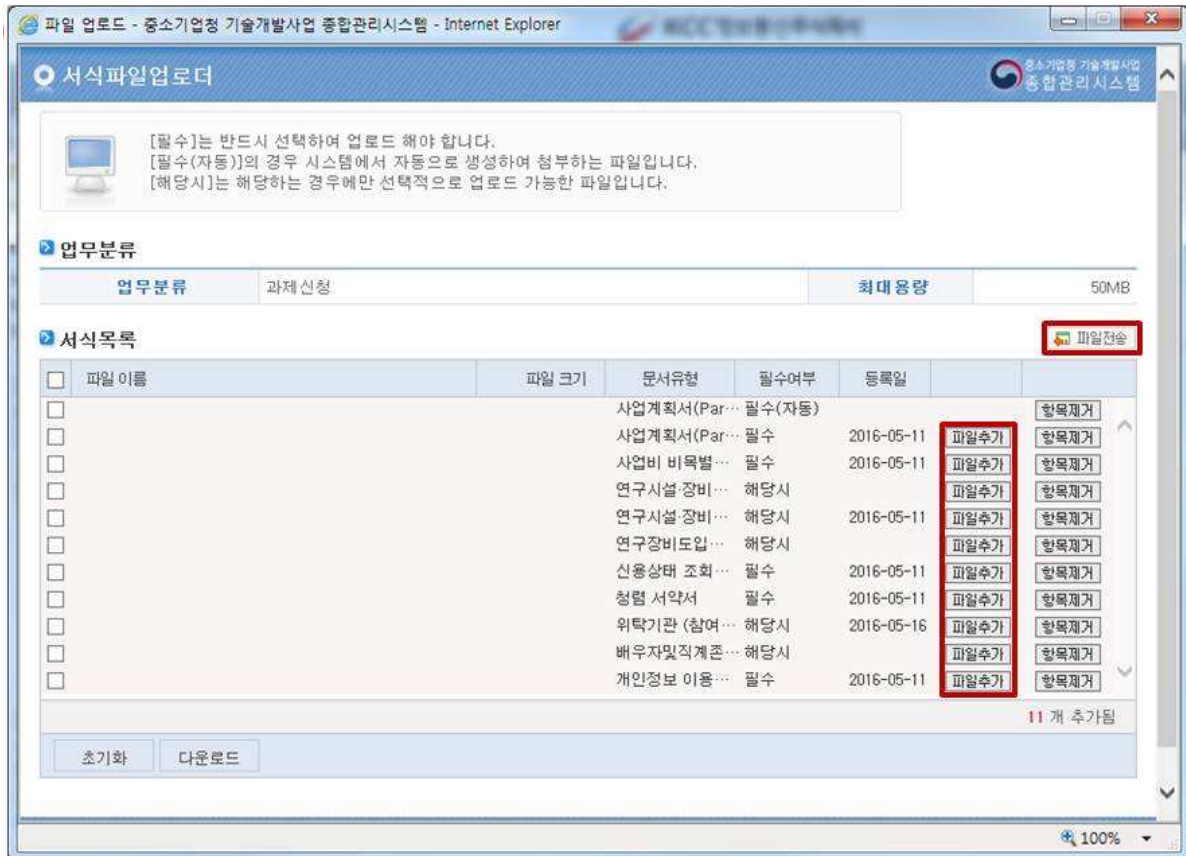 파일 업로드 - 중소기업청 기술개발사업 종합관리시스템 - Internet Explorer
서식파일업로더
중소기업청 기술개발사업
종합관리시스템
[필수]는 반드시 선택하여 업로드 해야 합니다.
[필수(자동)]의 경우 시스템에서 자동으로 생성하여 첨부하는 파일입니다.
[해당시]는 해당하는 경우에만 선택적으로 업로드 가능한 파일입니다.
업무분류
업무분류 과제신청 최대용량 50MB
서식목록 파일전송
파일 이름 파일 크기 문서유형 필수여부 등록일
사업계획서(Par… 필수(자동) 항목제거
사업계획서(Par… 필수 2016-05-11 파일추가 항목제거
사업비 비목별… 필수 2016-05-11 파일추가 항목제거
연구시설·장비… 해당시 파일추가 항목제거
연구시설·장비… 해당시 2016-05-11 파일추가 항목제거
연구장비도입… 해당시 파일추가 항목제거
신용상태 조회… 필수 2016-05-11 파일추가 항목제거
청렴 서약서 필수 2016-05-11 파일추가 항목제거
위탁기관 (참여… 해당시 2016-05-16 파일추가 항목제거
배우자및직계존… 해당시 파일추가 항목제거
개인정보 이용… 필수 2016-05-11 파일추가 항목제거
11 개 추가됨
초기화 다운로드
100%